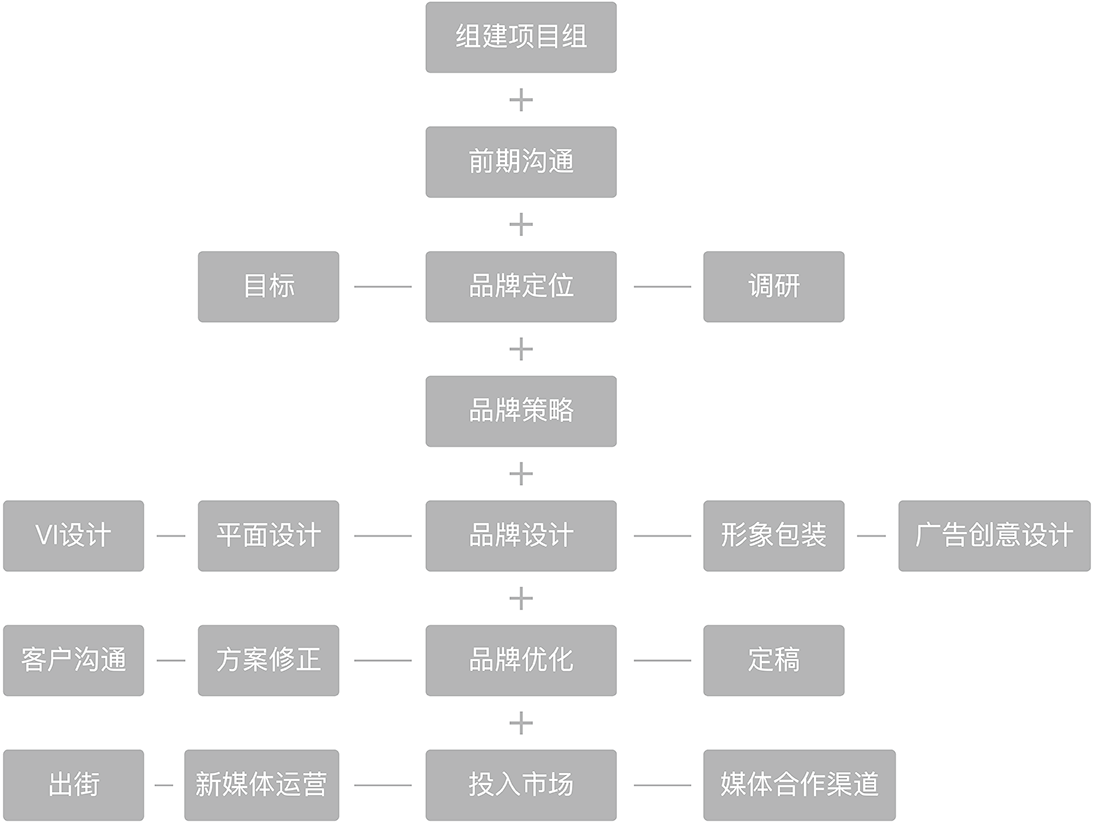 组建项目组
前期沟通
目标 品牌定位 调研
品牌策略
VI设计 平面设计 品牌设计 形象包装 广告创意设计
客户沟通 方案修正 品牌优化 定稿
出街 新媒体运营 投入市场 媒体合作渠道